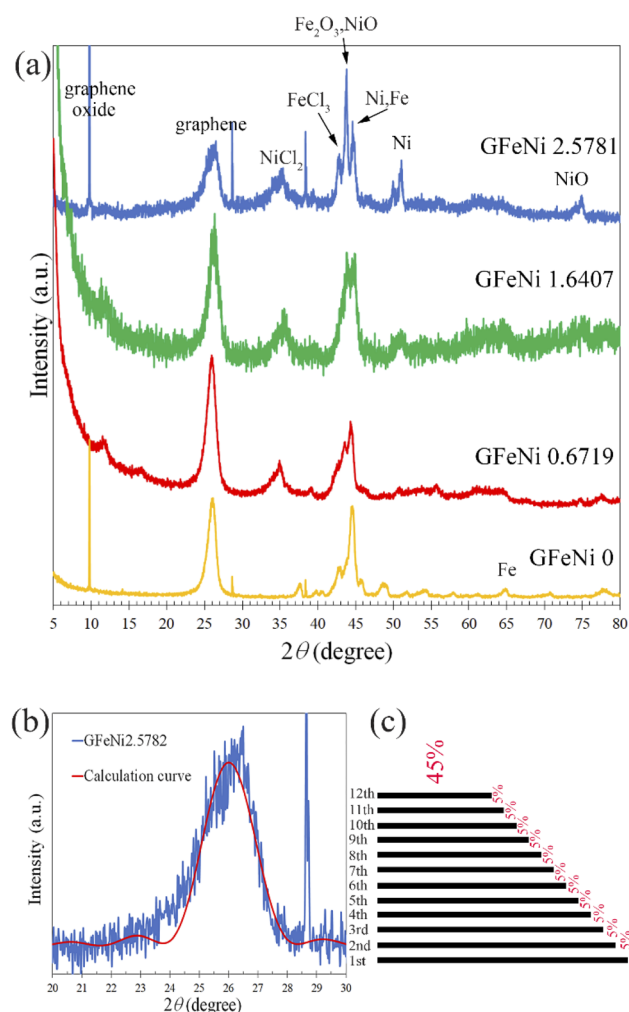 (a)
Fe₂O₃,NiO
graphene
oxide
graphene
FeCl₃
Ni,Fe
NiCl₂
Ni
GFeNi 2.5781
NiO
GFeNi 1.6407
GFeNi 0.6719
GFeNi 0
Fe
Intensity (a.u.)
5 10 15 20 25 30 35 40 45 50 55 60 65 70 75 80
2θ (degree)
(b)
GFeNi2.5782
Calculation curve
Intensity (a.u.)
20 21 22 23 24 25 26 27 28 29 30
2θ (degree)
(c)
45%
12th 5%
11th 5%
10th 5%
9th 5%
8th 5%
7th 5%
6th 5%
5th 5%
4th 5%
3rd 5%
2nd 5%
1st